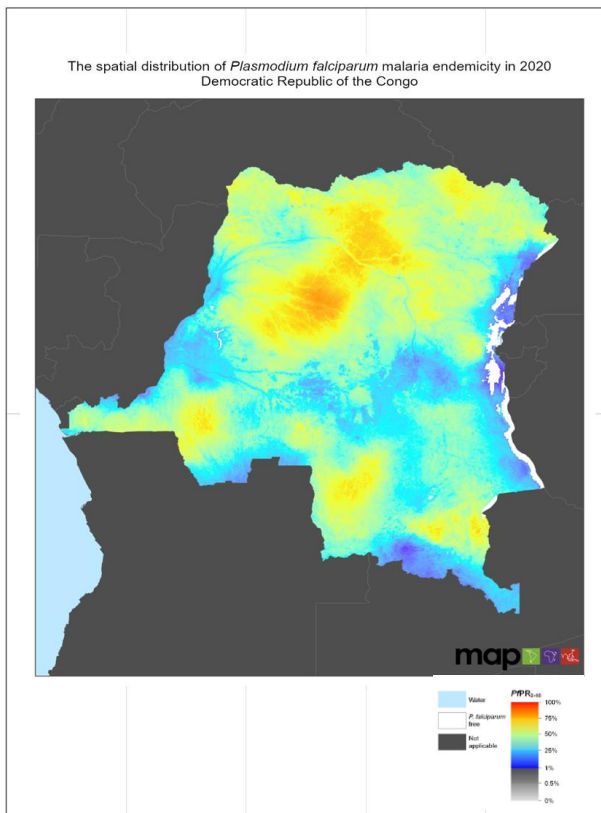 The spatial distribution of Plasmodium falciparum malaria endemicity in 2020
Democratic Republic of the Congo
map
Water
P. falciparum
free
Not
applicable
PfPR2-10
100%
75%
50%
25%
1%
0.5%
0%